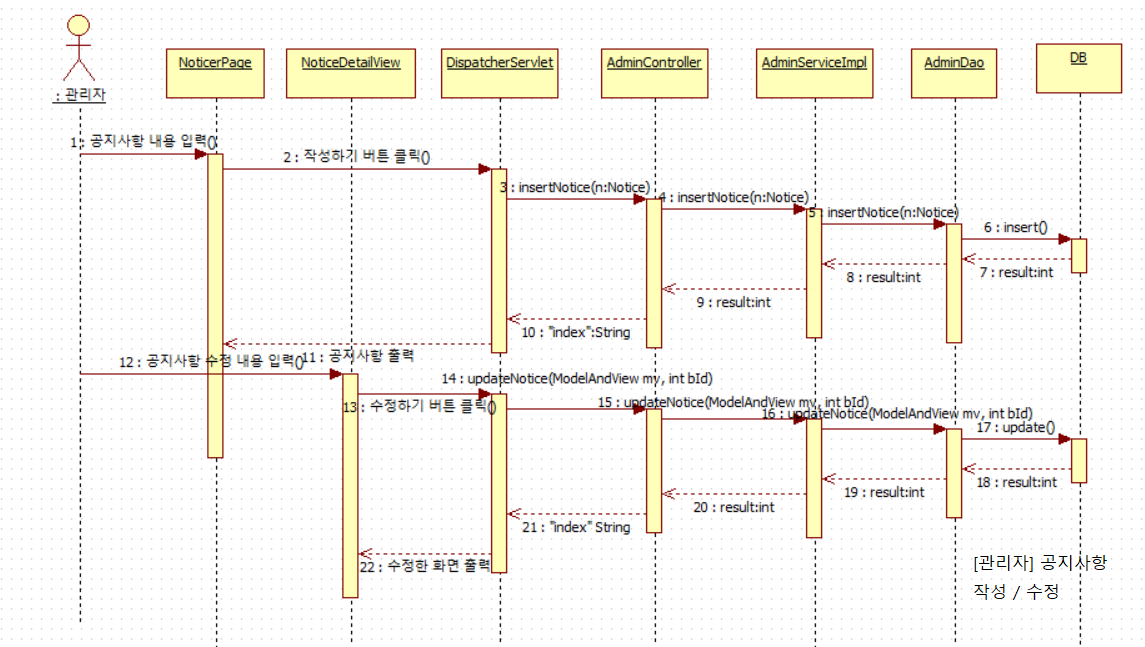 : 관리자
NoticerPage
NoticeDetailView
DispatcherServlet
AdminController
AdminServiceImpl
AdminDao
DB
1 : 공지사항 내용 입력()
2 : 작성하기 버튼 클릭()
3 : insertNotice(n:Notice)
4 : insertNotice(n:Notice)
5 : insertNotice(n:Notice)
6 : insert()
7 : result:int
8 : result:int
9 : result:int
10 : "index":String
11 : 공지사항 출력
12 : 공지사항 수정 내용 입력()
13 : 수정하기 버튼 클릭()
14 : updateNotice(ModelAndView mv, int bId)
15 : updateNotice(ModelAndView mv, int bId)
16 : updateNotice(ModelAndView mv, int bId)
17 : update()
18 : result:int
19 : result:int
20 : result:int
21 : "index" String
22 : 수정한 화면 출력
[관리자] 공지사항
작성 / 수정